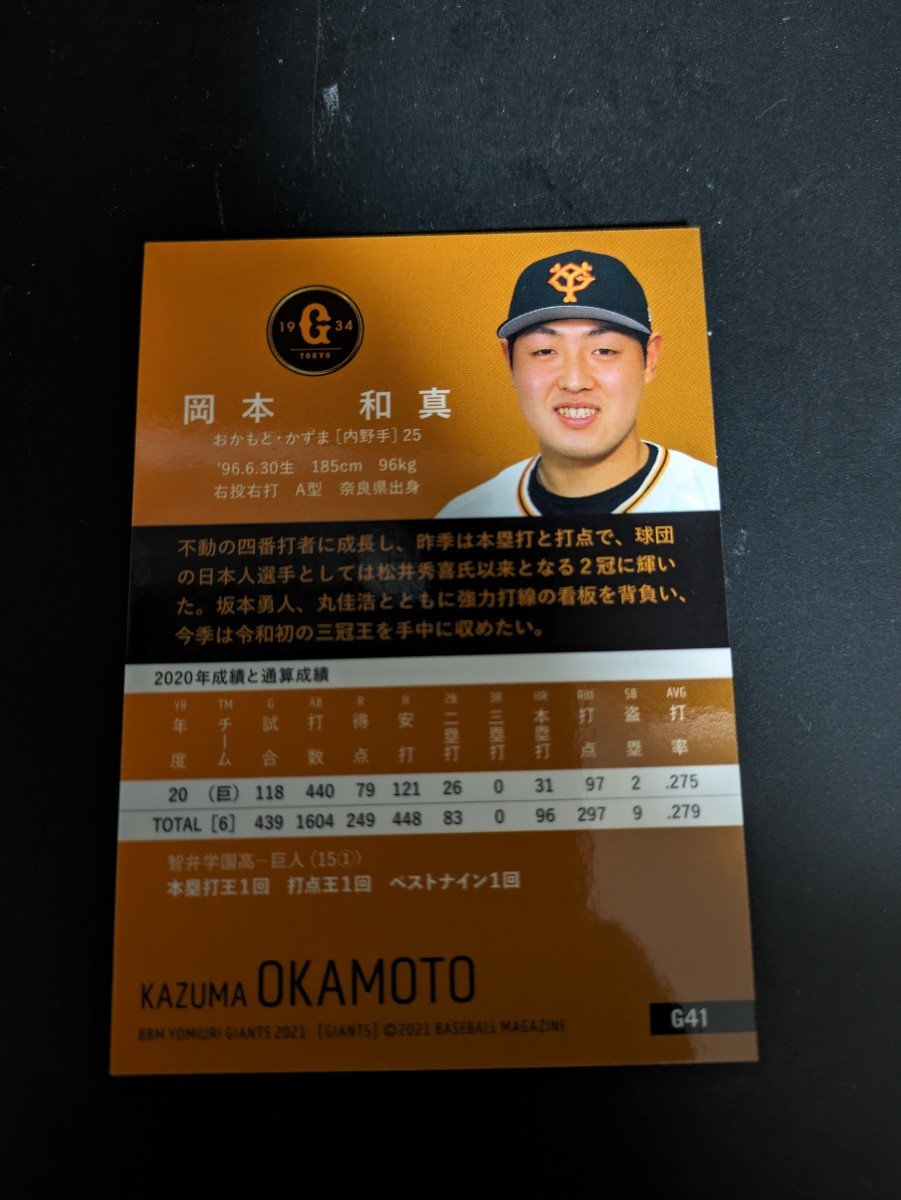 19 G 34
TOKYO
YG
岡本 和真
おかもと・かずま[内野手]25
'96.6.30生 185cm 96kg
右投右打 A型 奈良県出身
不動の四番打者に成長し、昨季は本塁打と打点で、球団
の日本人選手としては松井秀喜氏以来となる2冠に輝い
た。坂本勇人、丸佳浩とともに強力打線の看板を背負い、
今季は令和初の三冠王を手中に収めたい。
2020年成績と通算成績
YR TM G AB R H 2B 3B HR RBI SB AVG
年度 チーム 試合 打数 得点 安打 二塁打 三塁打 本塁打 打点 盗塁 打率
20 (巨) 118 440 79 121 26 0 31 97 2 .275
TOTAL [6] 439 1604 249 448 83 0 96 297 9 .279
智弁学園高-巨人(15①)
本塁打王1回 打点王1回 ベストナイン1回
KAZUMA OKAMOTO
BBM YOMIURI GIANTS 2021 [GIANTS] ©2021 BASEBALL MAGAZINE
G41